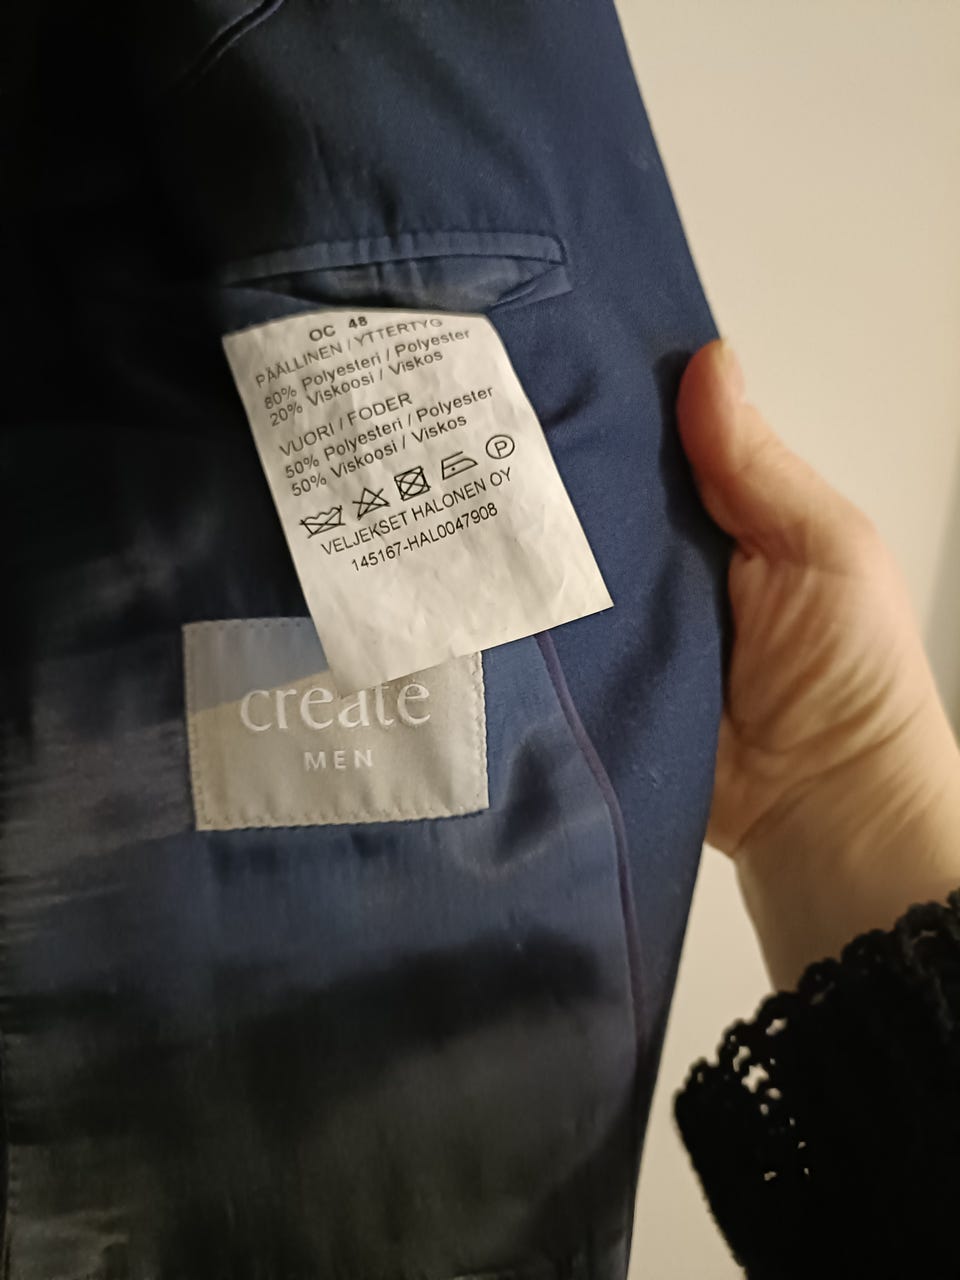 OC 48
PÄÄLLINEN / YTTERTYG
80% Polyesteri / Polyester
20% Viskoosi / Viskos
VUORI / FODER
50% Polyesteri / Polyester
50% Viskoosi / Viskos
P
VELJEKSET HALONEN OY
145167-HAL0047908
create
MEN